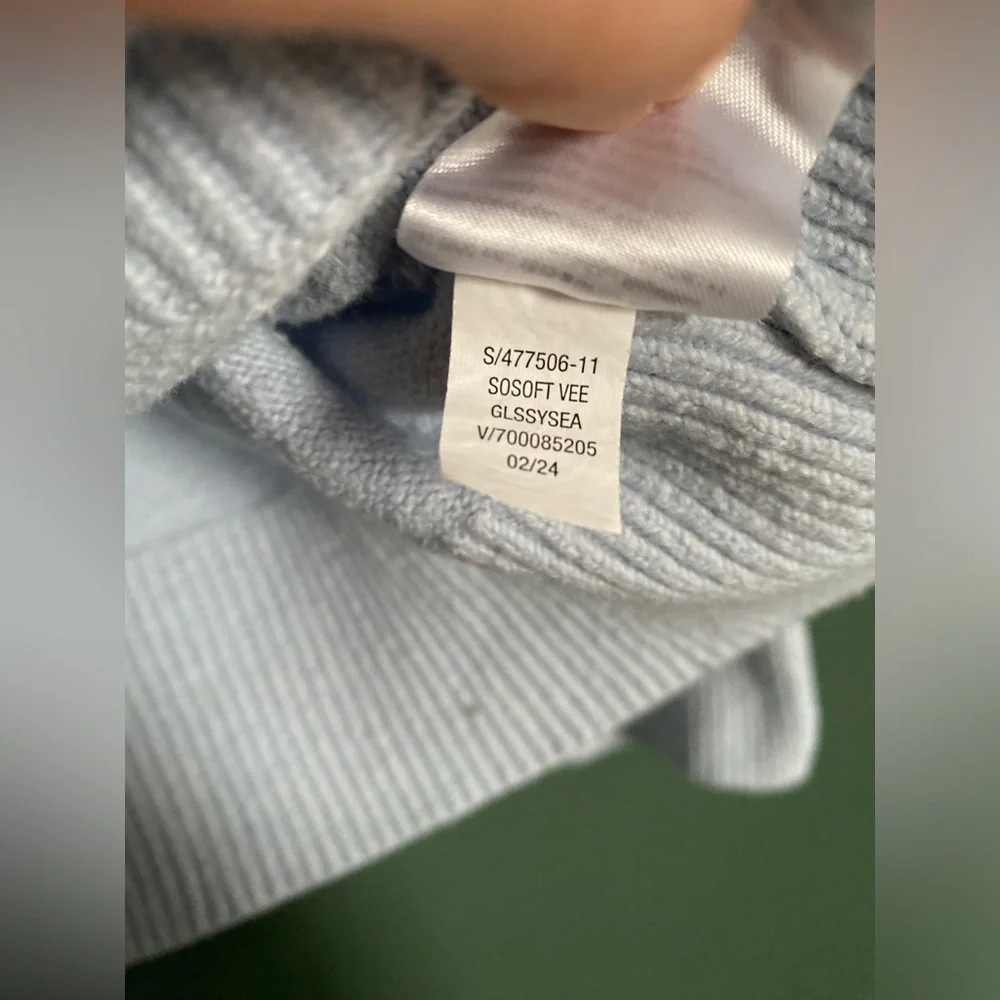 S/477506-11
SOSOFT VEE
GLSSYSEA
V/700085205
02/24